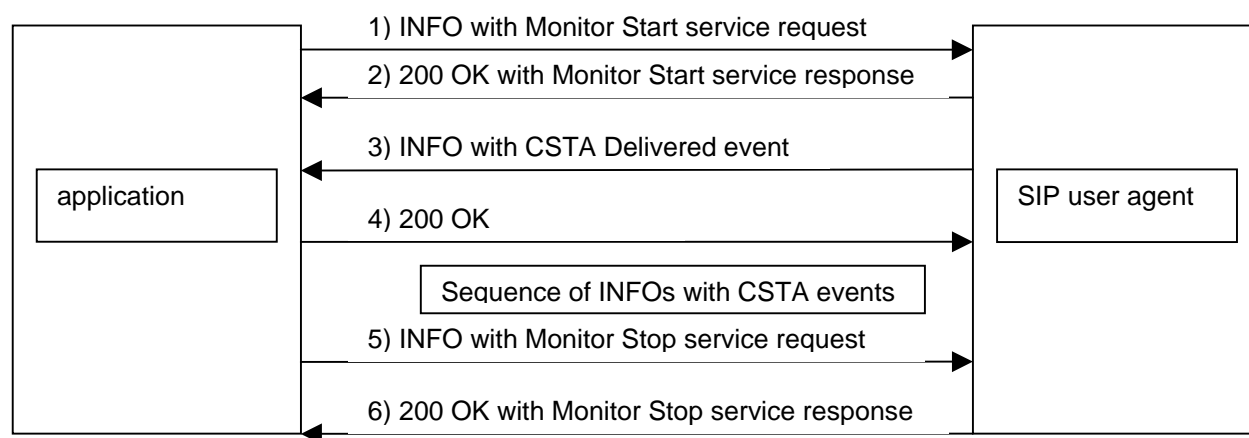 1) INFO with Monitor Start service request
2) 200 OK with Monitor Start service response
3) INFO with CSTA Delivered event
application
SIP user agent
4) 200 OK
Sequence of INFOs with CSTA events
5) INFO with Monitor Stop service request
6) 200 OK with Monitor Stop service response